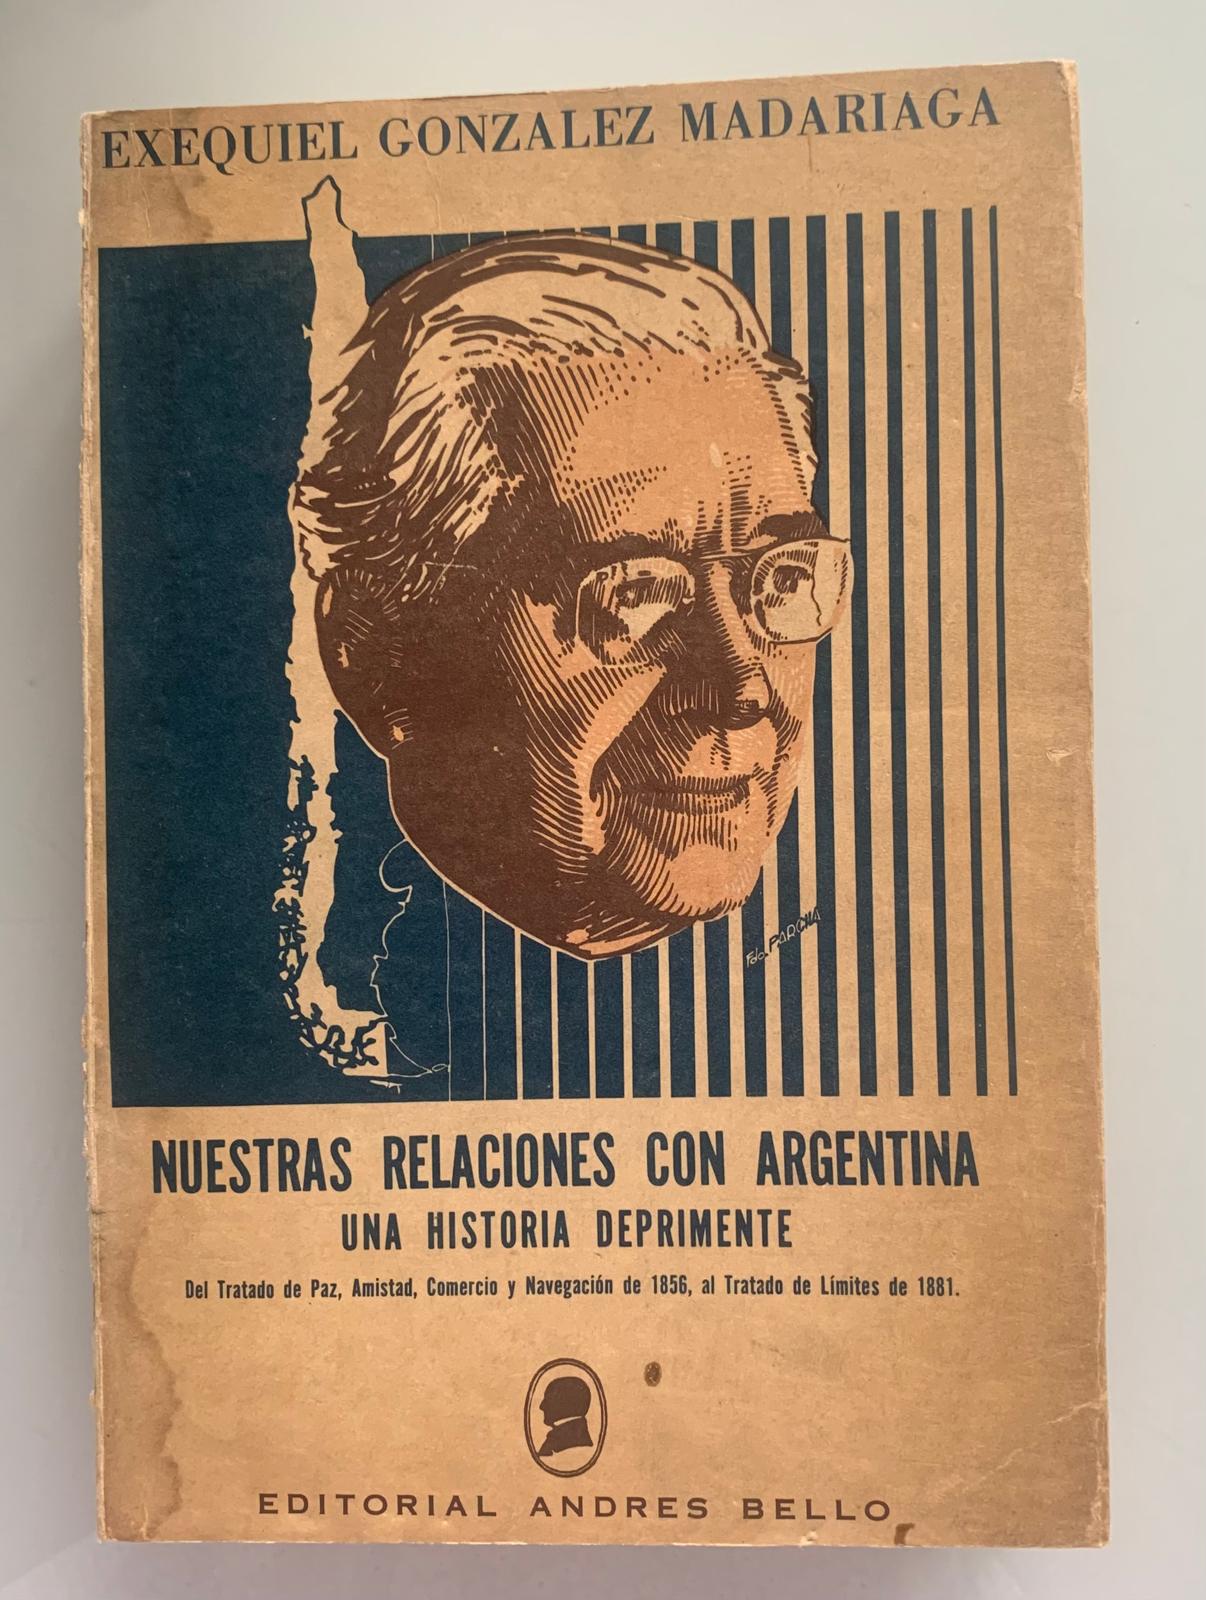 EXEQUIEL GONZALEZ MADARIAGA
Fdo. PARCHA
NUESTRAS RELACIONES CON ARGENTINA
UNA HISTORIA DEPRIMENTE
Del Tratado de Paz, Amistad, Comercio y Navegación de 1856, al Tratado de Límites de 1881.
EDITORIAL ANDRES BELLO